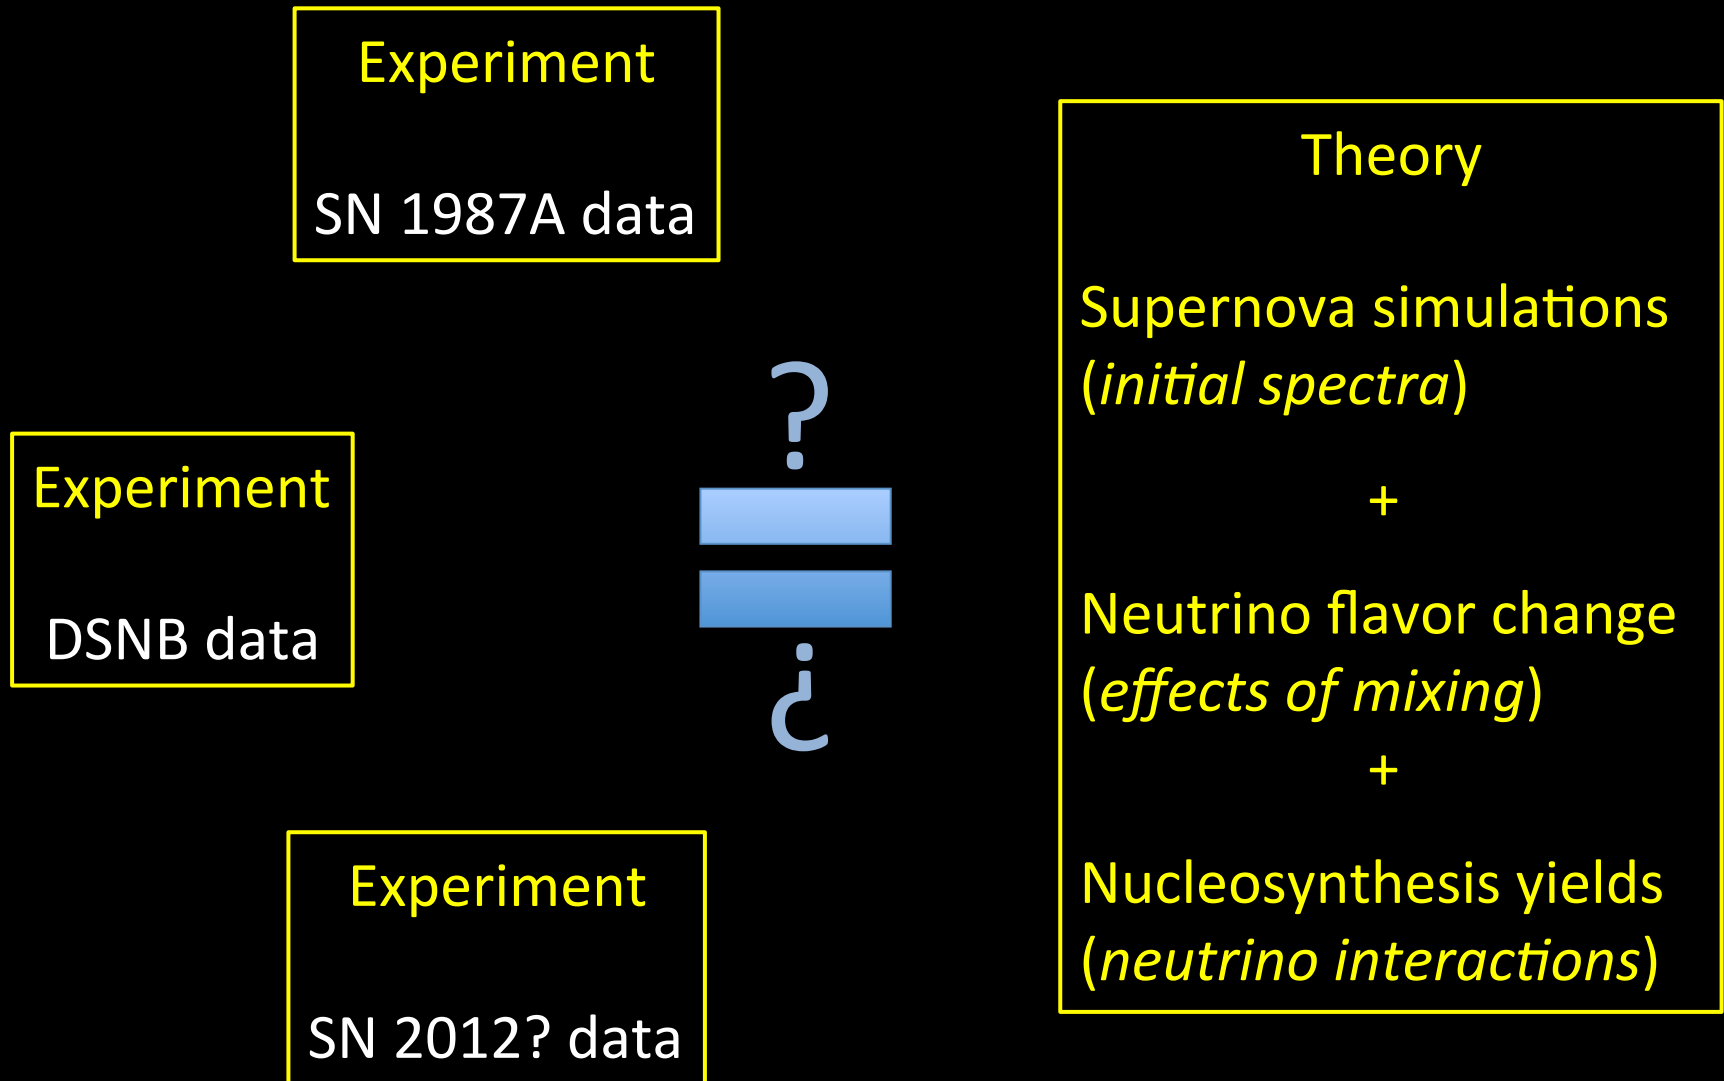 Experiment
SN 1987A data
Experiment
DSNB data
Experiment
SN 2012? data
?
¿
Theory
Supernova simulations
(initial spectra)
+
Neutrino flavor change
(effects of mixing)
+
Nucleosynthesis yields
(neutrino interactions)